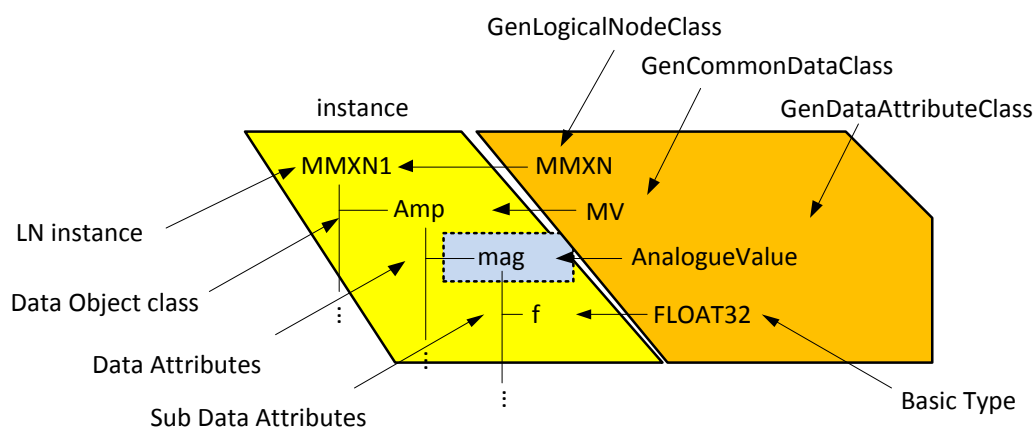 GenLogicalNodeClass
GenCommonDataClass
instance
GenDataAttributeClass
MMXN1
MMXN
Amp
MV
LN instance
mag
AnalogueValue
Data Object class
f
FLOAT32
Data Attributes
Basic Type
Sub Data Attributes